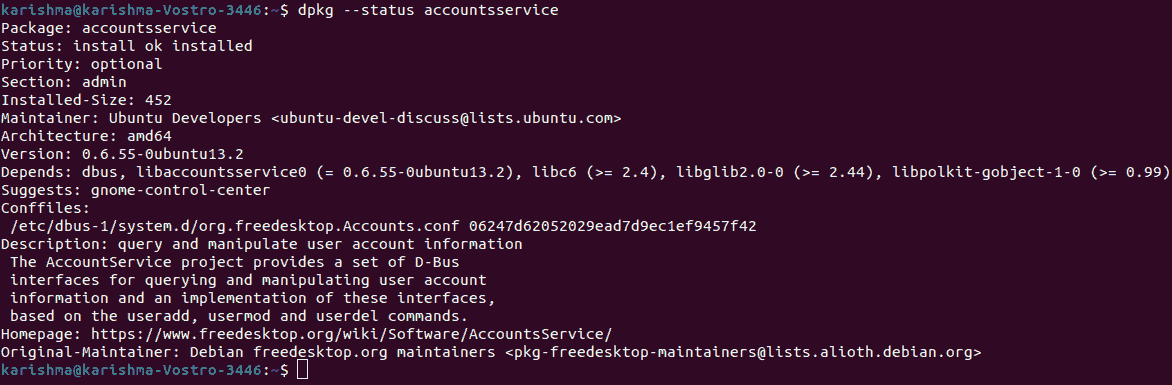 karishma@karishma-Vostro-3446:~$ dpkg --status accountsservice
Package: accountsservice
Status: install ok installed
Priority: optional
Section: admin
Installed-Size: 452
Maintainer: Ubuntu Developers <ubuntu-devel-discuss@lists.ubuntu.com>
Architecture: amd64
Version: 0.6.55-0ubuntu13.2
Depends: dbus, libaccountsservice0 (= 0.6.55-0ubuntu13.2), libc6 (>= 2.4), libglib2.0-0 (>= 2.44), libpolkit-gobject-1-0 (>= 0.99)
Suggests: gnome-control-center
Conffiles:
 /etc/dbus-1/system.d/org.freedesktop.Accounts.conf 06247d62052029ead7d9ec1ef9457f42
Description: query and manipulate user account information
 The AccountService project provides a set of D-Bus
 interfaces for querying and manipulating user account
 information and an implementation of these interfaces,
 based on the useradd, usermod and userdel commands.
Homepage: https://www.freedesktop.org/wiki/Software/AccountsService/
Original-Maintainer: Debian freedesktop.org maintainers <pkg-freedesktop-maintainers@lists.alioth.debian.org>
karishma@karishma-Vostro-3446:~$